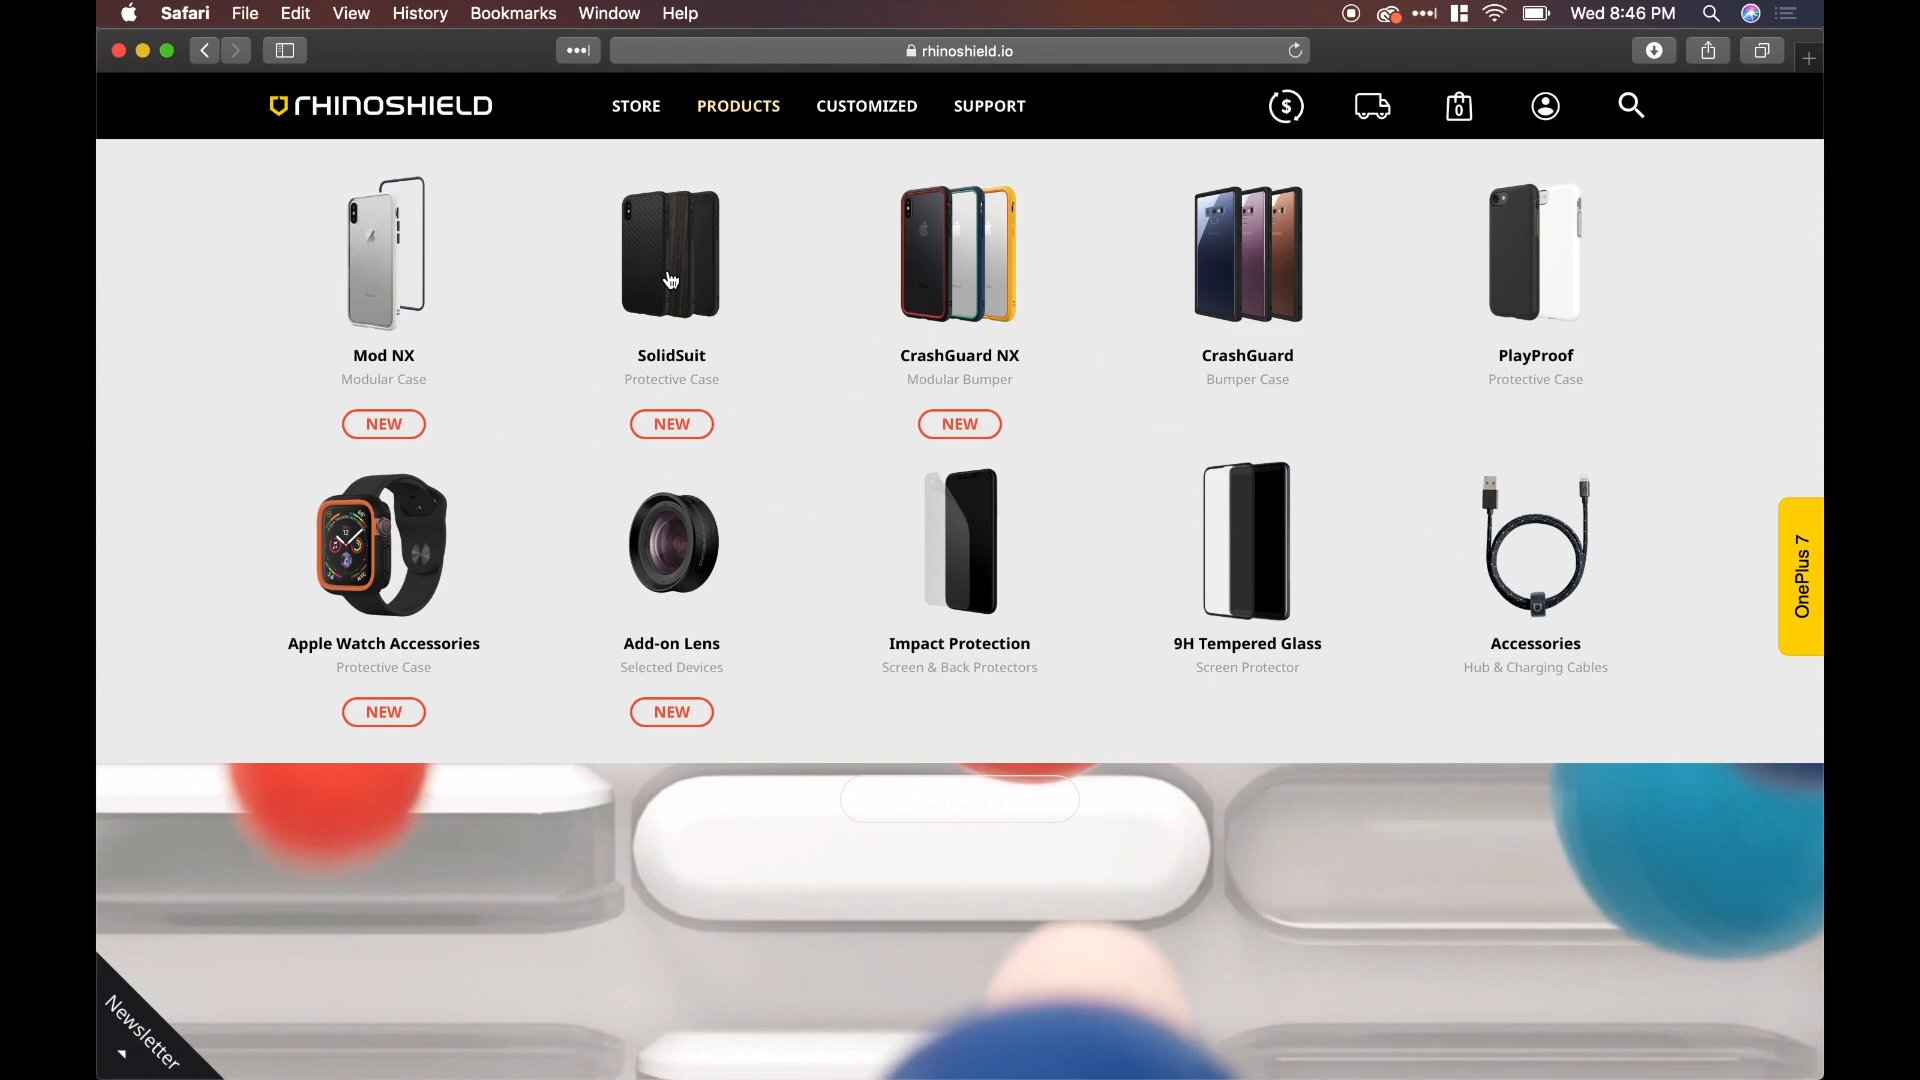 Safari File Edit View History Bookmarks Window Help Wed 8:46 PM
rhinoshield.io
RHINOSHIELD STORE PRODUCTS CUSTOMIZED SUPPORT $ 0
Mod NX
Modular Case
NEW
SolidSuit
Protective Case
NEW
CrashGuard NX
Modular Bumper
NEW
CrashGuard
Bumper Case
PlayProof
Protective Case
Apple Watch Accessories
Protective Case
NEW
Add-on Lens
Selected Devices
NEW
Impact Protection
Screen & Back Protectors
9H Tempered Glass
Screen Protector
Accessories
Hub & Charging Cables
OnePlus 7
Newsletter